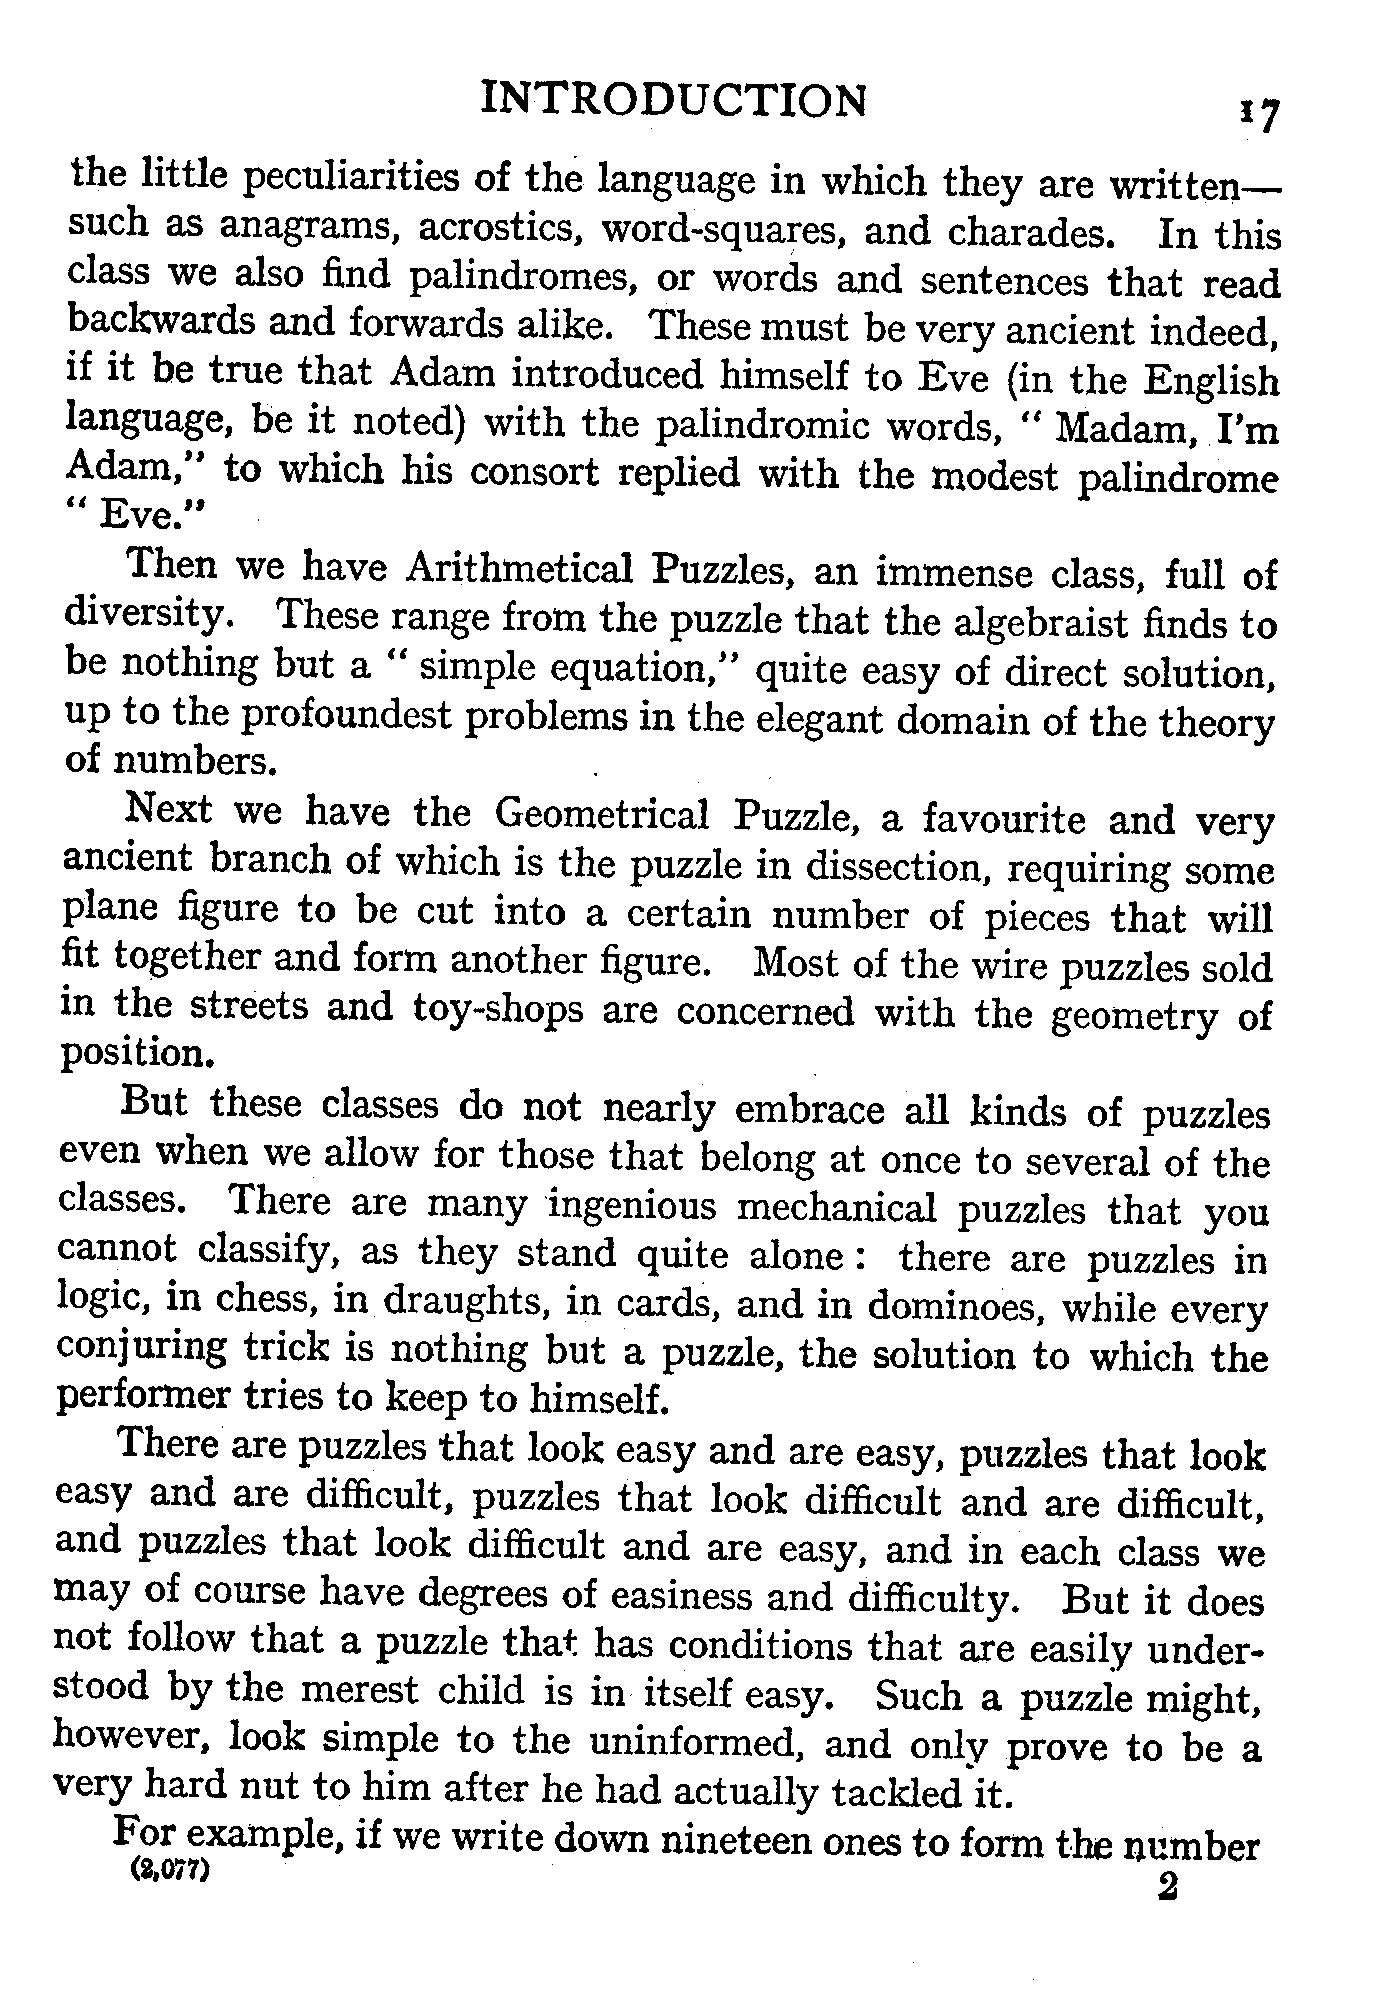 INTRODUCTION 17
the little peculiarities of the language in which they are written—
such as anagrams, acrostics, word-squares, and charades. In this
class we also find palindromes, or words and sentences that read
backwards and forwards alike. These must be very ancient indeed,
if it be true that Adam introduced himself to Eve (in the English
language, be it noted) with the palindromic words, “ Madam, I’m
Adam,” to which his consort replied with the modest palindrome
“ Eve.”
Then we have Arithmetical Puzzles, an immense class, full of
diversity. These range from the puzzle that the algebraist finds to
be nothing but a “ simple equation,” quite easy of direct solution,
up to the profoundest problems in the elegant domain of the theory
of numbers.
Next we have the Geometrical Puzzle, a favourite and very
ancient branch of which is the puzzle in dissection, requiring some
plane figure to be cut into a certain number of pieces that will
fit together and form another figure. Most of the wire puzzles sold
in the streets and toy-shops are concerned with the geometry of
position.
But these classes do not nearly embrace all kinds of puzzles
even when we allow for those that belong at once to several of the
classes. There are many ingenious mechanical puzzles that you
cannot classify, as they stand quite alone : there are puzzles in
logic, in chess, in draughts, in cards, and in dominoes, while every
conjuring trick is nothing but a puzzle, the solution to which the
performer tries to keep to himself.
There are puzzles that look easy and are easy, puzzles that look
easy and are difficult, puzzles that look difficult and are difficult,
and puzzles that look difficult and are easy, and in each class we
may of course have degrees of easiness and difficulty. But it does
not follow that a puzzle that has conditions that are easily under-
stood by the merest child is in itself easy. Such a puzzle might,
however, look simple to the uninformed, and only prove to be a
very hard nut to him after he had actually tackled it.
For example, if we write down nineteen ones to form the number
(2,077) 2